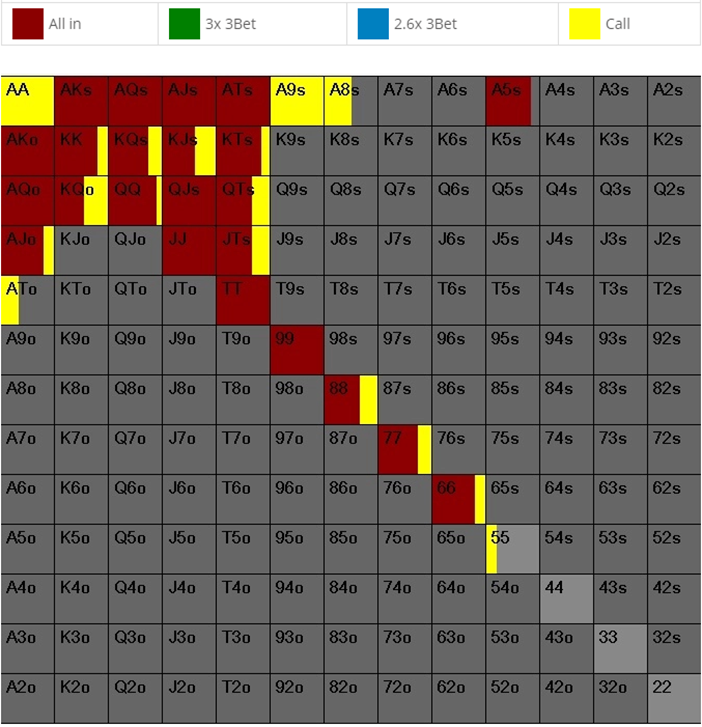 All in 3x 3Bet 2.6x 3Bet Call
AA AKs AQs AJs ATs A9s A8s A7s A6s A5s A4s A3s A2s
AKo KK KQs KJs KTs K9s K8s K7s K6s K5s K4s K3s K2s
AQo KQo QQ QJs QTs Q9s Q8s Q7s Q6s Q5s Q4s Q3s Q2s
AJo KJo QJo JJ JTs J9s J8s J7s J6s J5s J4s J3s J2s
ATo KTo QTo JTo TT T9s T8s T7s T6s T5s T4s T3s T2s
A9o K9o Q9o J9o T9o 99 98s 97s 96s 95s 94s 93s 92s
A8o K8o Q8o J8o T8o 98o 88 87s 86s 85s 84s 83s 82s
A7o K7o Q7o J7o T7o 97o 87o 77 76s 75s 74s 73s 72s
A6o K6o Q6o J6o T6o 96o 86o 76o 66 65s 64s 63s 62s
A5o K5o Q5o J5o T5o 95o 85o 75o 65o 55 54s 53s 52s
A4o K4o Q4o J4o T4o 94o 84o 74o 64o 54o 44 43s 42s
A3o K3o Q3o J3o T3o 93o 83o 73o 63o 53o 43o 33 32s
A2o K2o Q2o J2o T2o 92o 82o 72o 62o 52o 42o 32o 22